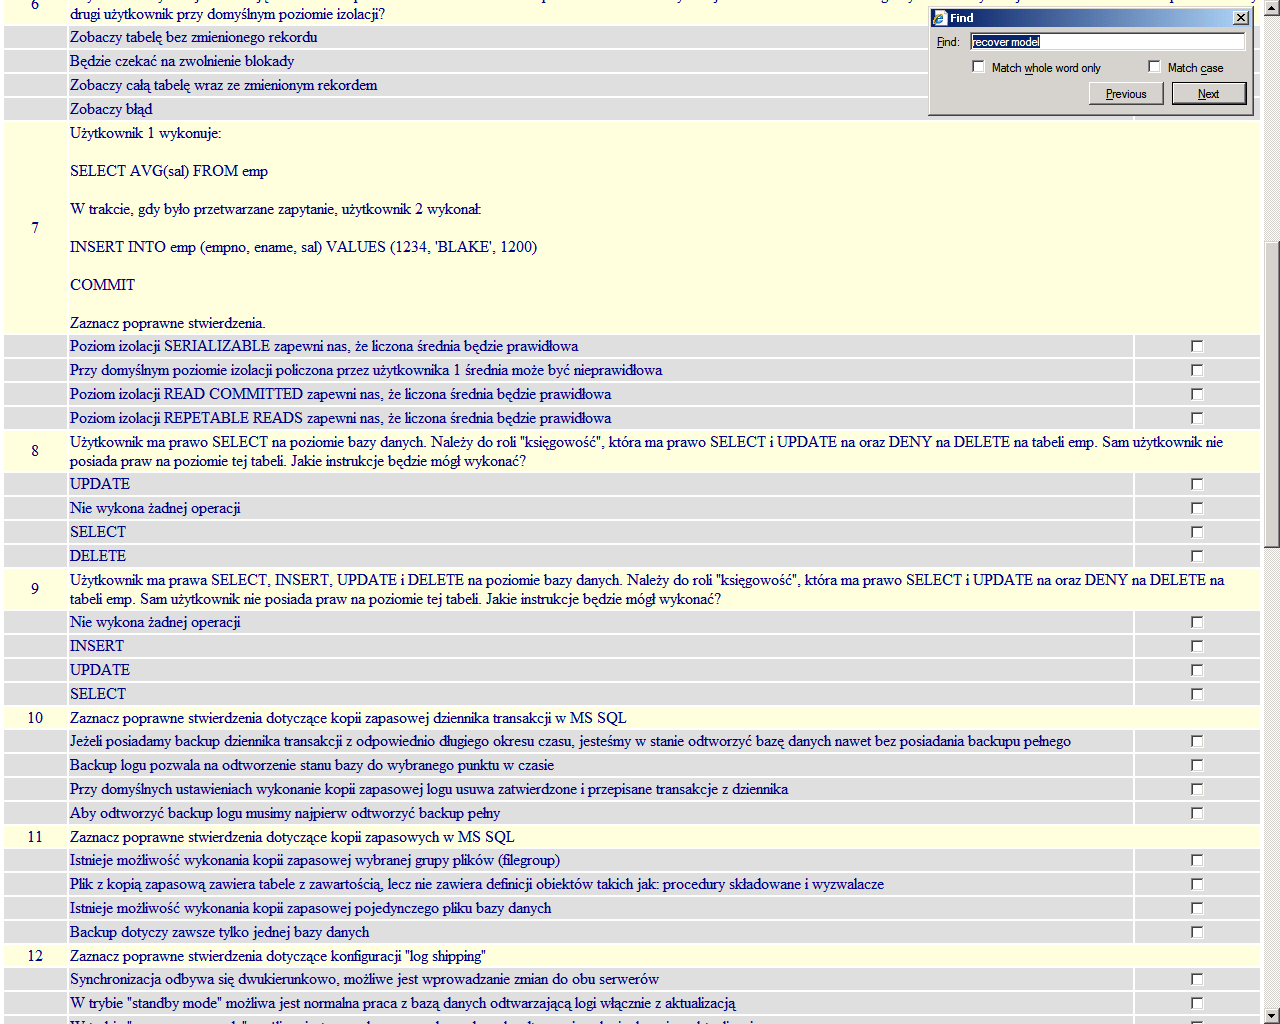 6
drugi użytkownik przy domyślnym poziomie izolacji?
Zobaczy tabelę bez zmienionego rekordu
Będzie czekać na zwolnienie blokady
Zobaczy całą tabelę wraz ze zmienionym rekordem
Zobaczy błąd
Find
Find: recover model
Match whole word only
Match case
Previous
Next
7
Użytkownik 1 wykonuje:
SELECT AVG(sal) FROM emp
W trakcie, gdy było przetwarzane zapytanie, użytkownik 2 wykonał:
INSERT INTO emp (empno, ename, sal) VALUES (1234, 'BLAKE', 1200)
COMMIT
Zaznacz poprawne stwierdzenia.
Poziom izolacji SERIALIZABLE zapewni nas, że liczona średnia będzie prawidłowa
Przy domyślnym poziomie izolacji policzona przez użytkownika 1 średnia może być nieprawidłowa
Poziom izolacji READ COMMITTED zapewni nas, że liczona średnia będzie prawidłowa
Poziom izolacji REPETABLE READS zapewni nas, że liczona średnia będzie prawidłowa
8
Użytkownik ma prawo SELECT na poziomie bazy danych. Należy do roli "księgowość", która ma prawo SELECT i UPDATE na oraz DENY na DELETE na tabeli emp. Sam użytkownik nie
posiada praw na poziomie tej tabeli. Jakie instrukcje będzie mógł wykonać?
UPDATE
Nie wykona żadnej operacji
SELECT
DELETE
9
Użytkownik ma prawa SELECT, INSERT, UPDATE i DELETE na poziomie bazy danych. Należy do roli "księgowość", która ma prawo SELECT i UPDATE na oraz DENY na DELETE na
tabeli emp. Sam użytkownik nie posiada praw na poziomie tej tabeli. Jakie instrukcje będzie mógł wykonać?
Nie wykona żadnej operacji
INSERT
UPDATE
SELECT
10 Zaznacz poprawne stwierdzenia dotyczące kopii zapasowej dziennika transakcji w MS SQL
Jeżeli posiadamy backup dziennika transakcji z odpowiednio długiego okresu czasu, jesteśmy w stanie odtworzyć bazę danych nawet bez posiadania backupu pełnego
Backup logu pozwala na odtworzenie stanu bazy do wybranego punktu w czasie
Przy domyślnych ustawieniach wykonanie kopii zapasowej logu usuwa zatwierdzone i przepisane transakcje z dziennika
Aby odtworzyć backup logu musimy najpierw odtworzyć backup pełny
11 Zaznacz poprawne stwierdzenia dotyczące kopii zapasowych w MS SQL
Istnieje możliwość wykonania kopii zapasowej wybranej grupy plików (filegroup)
Plik z kopią zapasową zawiera tabele z zawartością, lecz nie zawiera definicji obiektów takich jak: procedury składowane i wyzwalacze
Istnieje możliwość wykonania kopii zapasowej pojedynczego pliku bazy danych
Backup dotyczy zawsze tylko jednej bazy danych
12 Zaznacz poprawne stwierdzenia dotyczące konfiguracji "log shipping"
Synchronizacja odbywa się dwukierunkowo, możliwe jest wprowadzanie zmian do obu serwerów
W trybie "standby mode" możliwa jest normalna praca z bazą danych odtwarzającą logi włącznie z aktualizacją